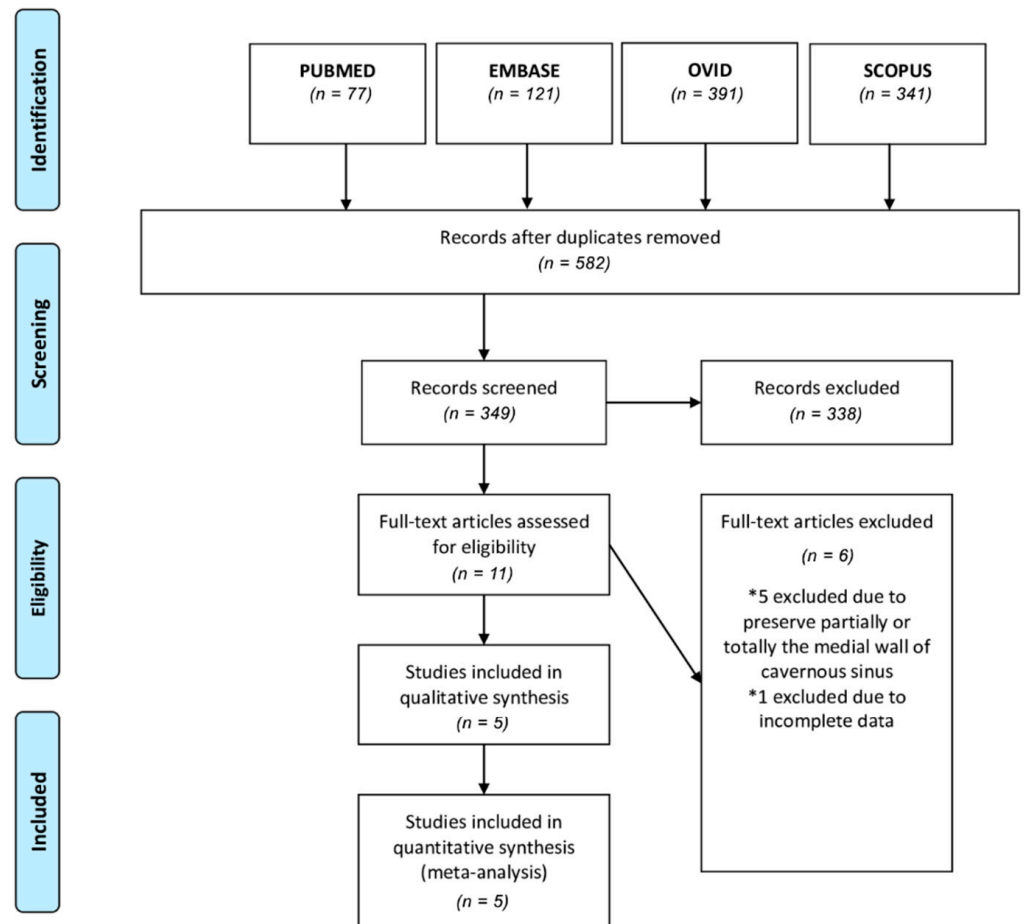 Identification
PUBMED
(n = 77)
EMBASE
(n = 121)
OVID
(n = 391)
SCOPUS
(n = 341)
Records after duplicates removed
(n = 582)
Screening
Records screened
(n = 349)
Records excluded
(n = 338)
Eligibility
Full-text articles assessed
for eligibility
(n = 11)
Full-text articles excluded
(n = 6)
*5 excluded due to
preserve partially or
totally the medial wall of
cavernous sinus
*1 excluded due to
incomplete data
Studies included in
qualitative synthesis
(n = 5)
Included
Studies included in
quantitative synthesis
(meta-analysis)
(n = 5)